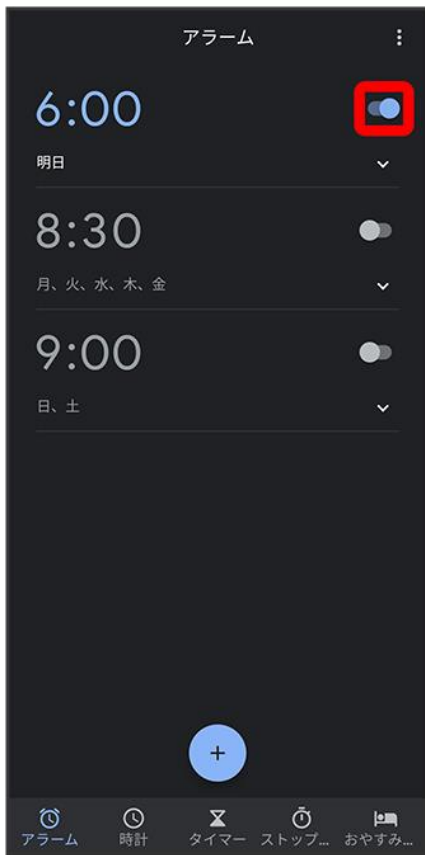 アラーム
6:00
明日
8:30
月、火、水、木、金
9:00
日、土
アラーム 時計 タイマー ストップ... おやすみ...